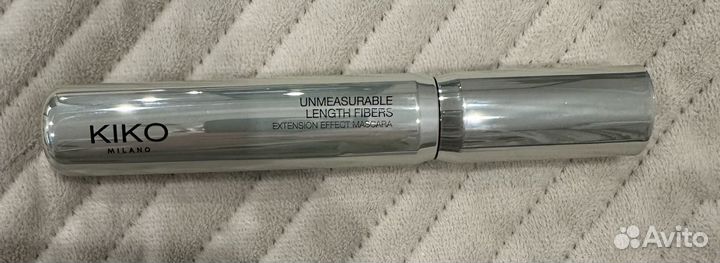 KIKO
MILANO
UNMEASURABLE
LENGTH FIBERS
EXTENSION EFFECT MASCARA
Avito